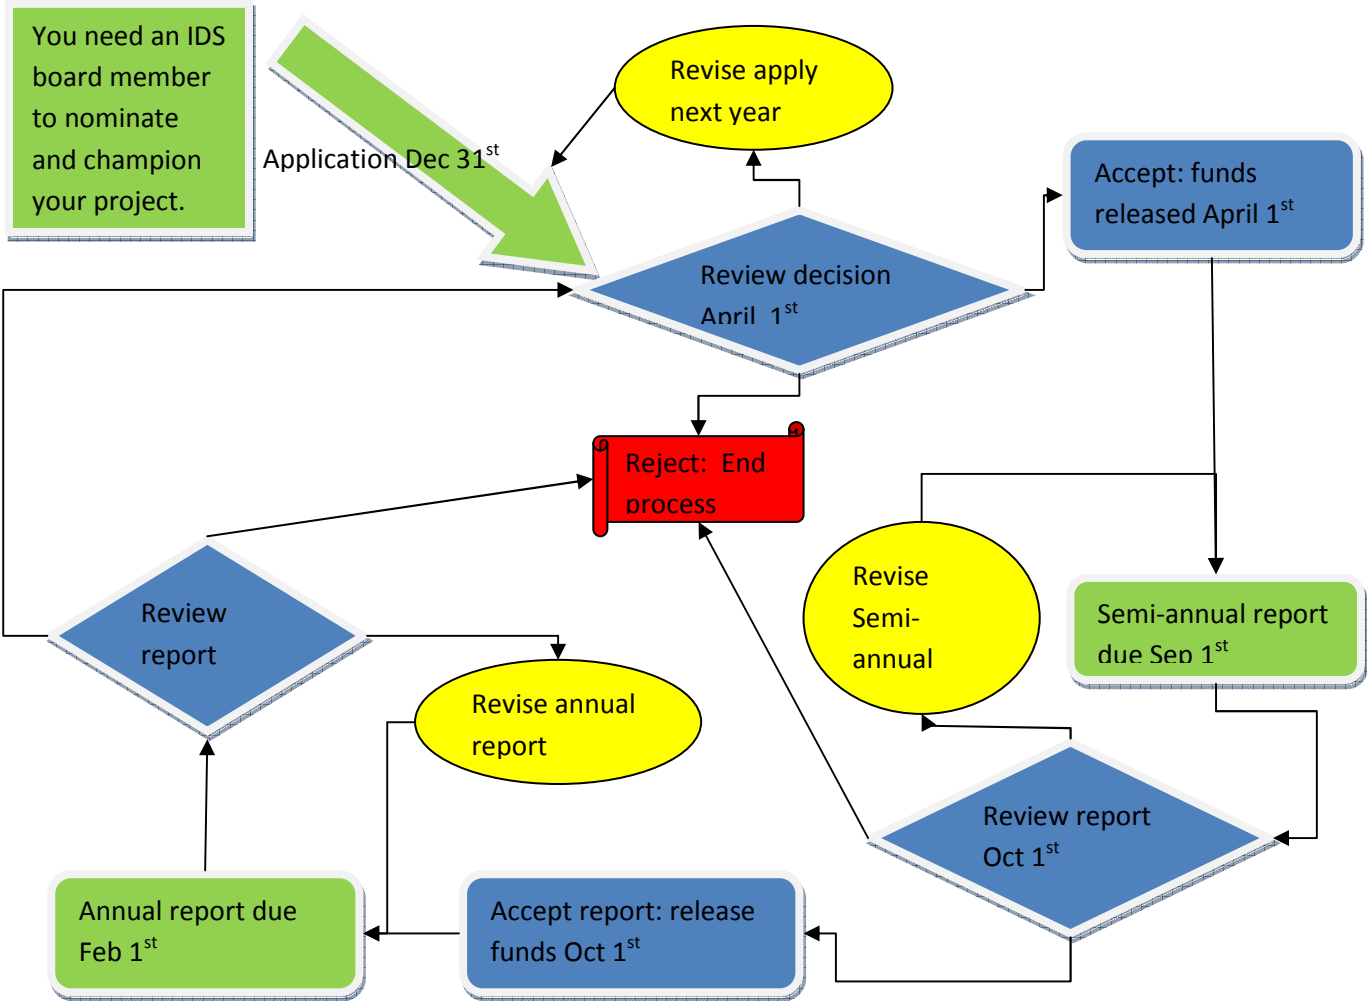 You need an IDS
board member
to nominate
and champion
your project.
Application Dec 31st
Revise apply
next year
Accept: funds
released April 1st
Review decision
April 1st
Reject: End
process
Review
report
Revise
Semi-
annual
Semi-annual report
due Sep 1st
Revise annual
report
Review report
Oct 1st
Annual report due
Feb 1st
Accept report: release
funds Oct 1st